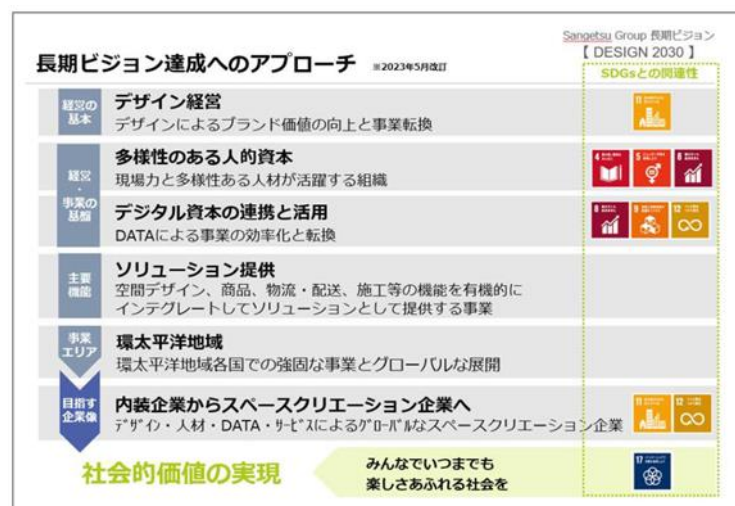 Sangetsu Group 長期ビジョン
【 DESIGN 2030 】
長期ビジョン達成へのアプローチ ※2023年5月改訂
SDGsとの関連性
経営の
基本
デザイン経営
デザインによるブランド価値の向上と事業転換
11
経営
・
事業の
基盤
多様性のある人的資本
現場力と多様性ある人材が活躍する組織
4 5 8
デジタル資本の連携と活用
DATAによる事業の効率化と転換
8 9 12
主要
機能
ソリューション提供
空間デザイン、商品、物流・配送、施工等の機能を有機的に
インテグレートしてソリューションとして提供する事業
事業
エリア
環太平洋地域
環太平洋地域各国での強固な事業とグローバルな展開
目指す
企業像
内装企業からスペースクリエーション企業へ
ﾃﾞｻﾞｲﾝ・人材・DATA・ｻｰﾋﾞｽによるｸﾞﾛｰﾊﾞﾙなスペースクリエーション企業
11 12
社会的価値の実現
みんなでいつまでも
楽しさあふれる社会を
17